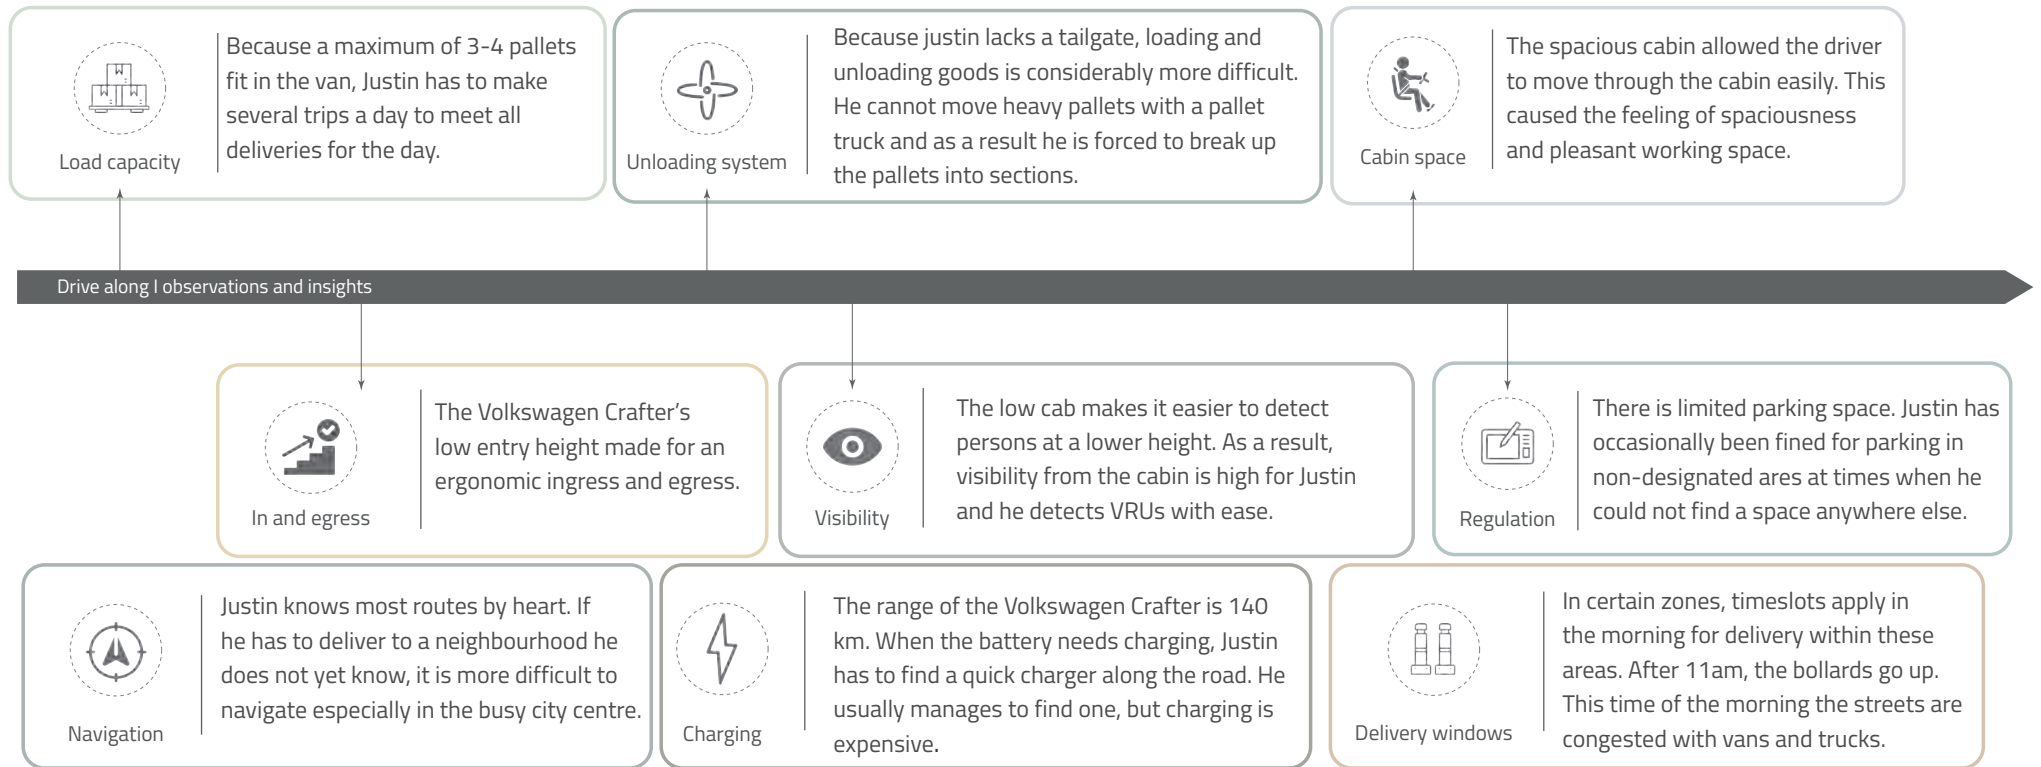 Because a maximum of 3-4 pallets
fit in the van, Justin has to make
several trips a day to meet all
deliveries for the day.
Load capacity
Because justin lacks a tailgate, loading and
unloading goods is considerably more difficult.
He cannot move heavy pallets with a pallet
truck and as a result he is forced to break up
the pallets into sections.
Unloading system
The spacious cabin allowed the driver
to move through the cabin easily. This
caused the feeling of spaciousness
and pleasant working space.
Cabin space
Drive along I observations and insights
The Volkswagen Crafter's
low entry height made for an
ergonomic ingress and egress.
In and egress
The low cab makes it easier to detect
persons at a lower height. As a result,
visibility from the cabin is high for Justin
and he detects VRUs with ease.
Visibility
There is limited parking space. Justin has
occasionally been fined for parking in
non-designated ares at times when he
could not find a space anywhere else.
Regulation
Justin knows most routes by heart. If
he has to deliver to a neighbourhood he
does not yet know, it is more difficult to
navigate especially in the busy city centre.
Navigation
The range of the Volkswagen Crafter is 140
km. When the battery needs charging, Justin
has to find a quick charger along the road. He
usually manages to find one, but charging is
expensive.
Charging
In certain zones, timeslots apply in
the morning for delivery within these
areas. After 11am, the bollards go up.
This time of the morning the streets are
congested with vans and trucks.
Delivery windows